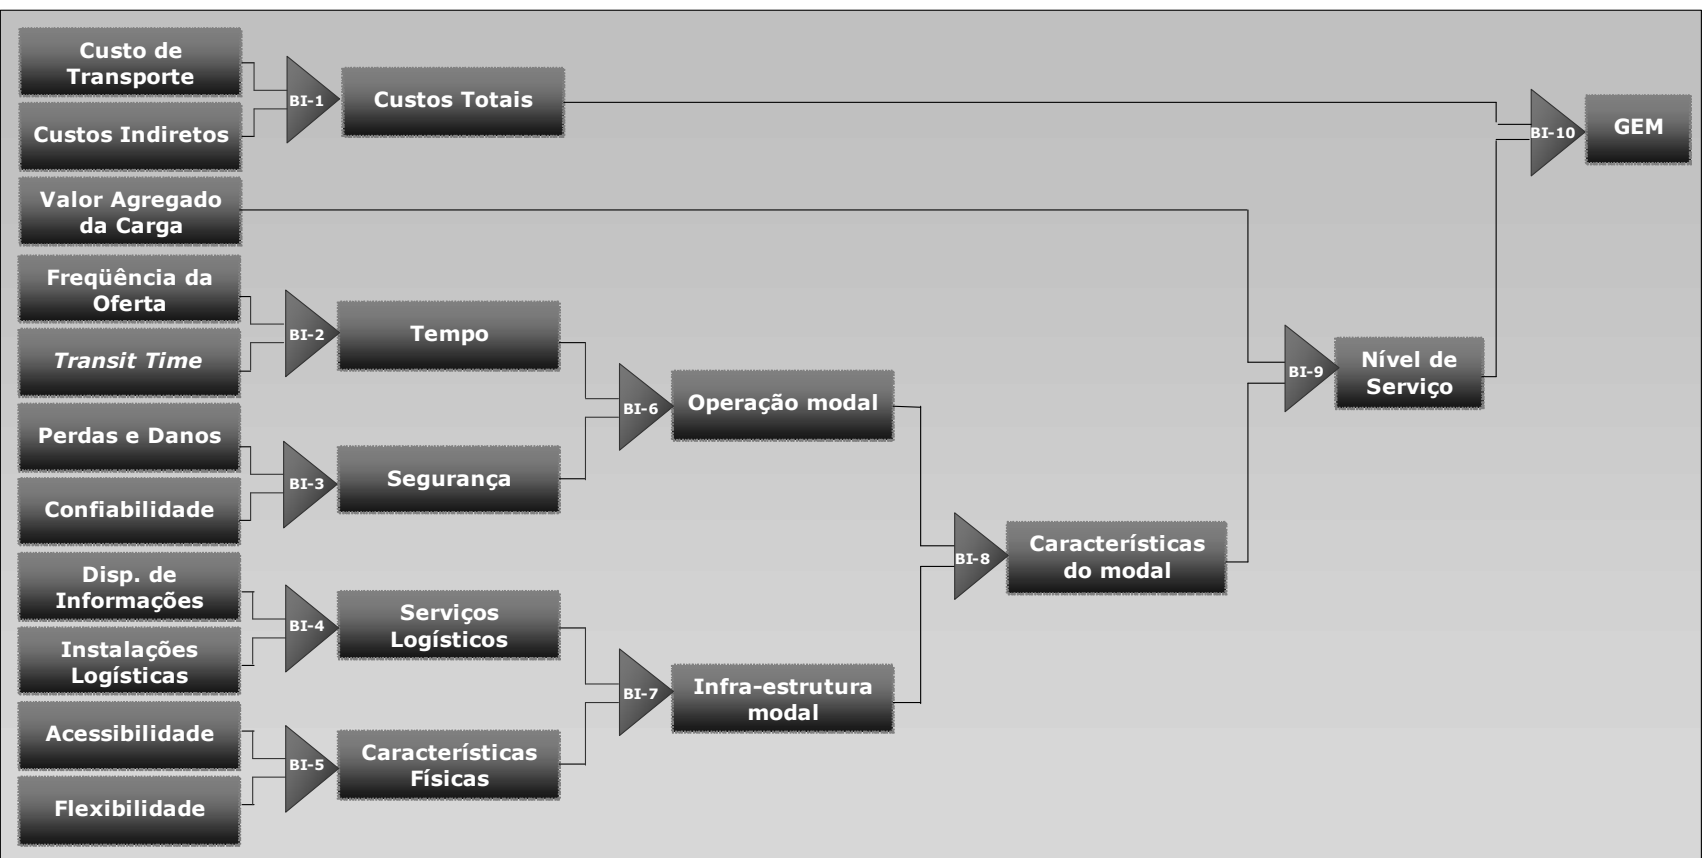 Custo de
Transporte
BI-1
Custos Totais
Custos Indiretos
BI-10
GEM
Valor Agregado
da Carga
Freqüência da
Oferta
BI-2
Tempo
Transit Time
BI-9
Nível de
Serviço
BI-6
Operação modal
Perdas e Danos
BI-3
Segurança
Confiabilidade
BI-8
Características
do modal
Disp. de
Informações
BI-4
Serviços
Logísticos
Instalações
Logísticas
BI-7
Infra-estrutura
modal
Acessibilidade
BI-5
Características
Físicas
Flexibilidade